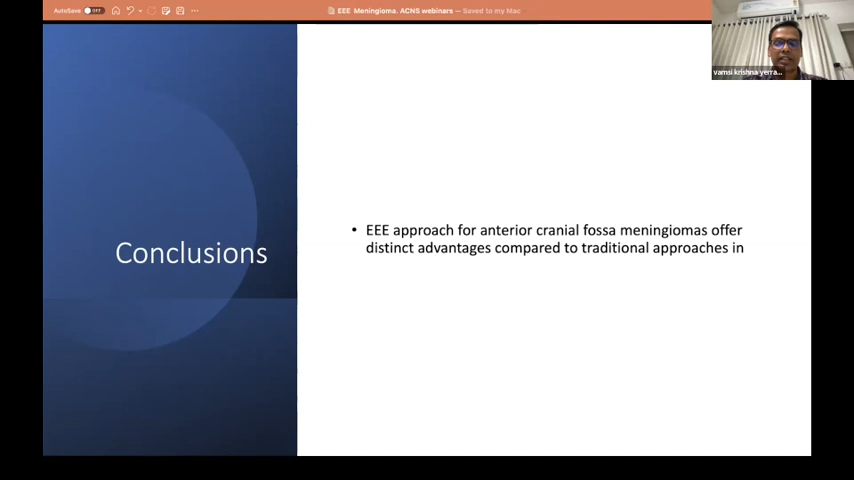 AutoSave OFF
EEE Meningioma. ACNS webinars — Saved to my Mac
vamsi krishna yerra...
Conclusions
• EEE approach for anterior cranial fossa meningiomas offer
distinct advantages compared to traditional approaches in